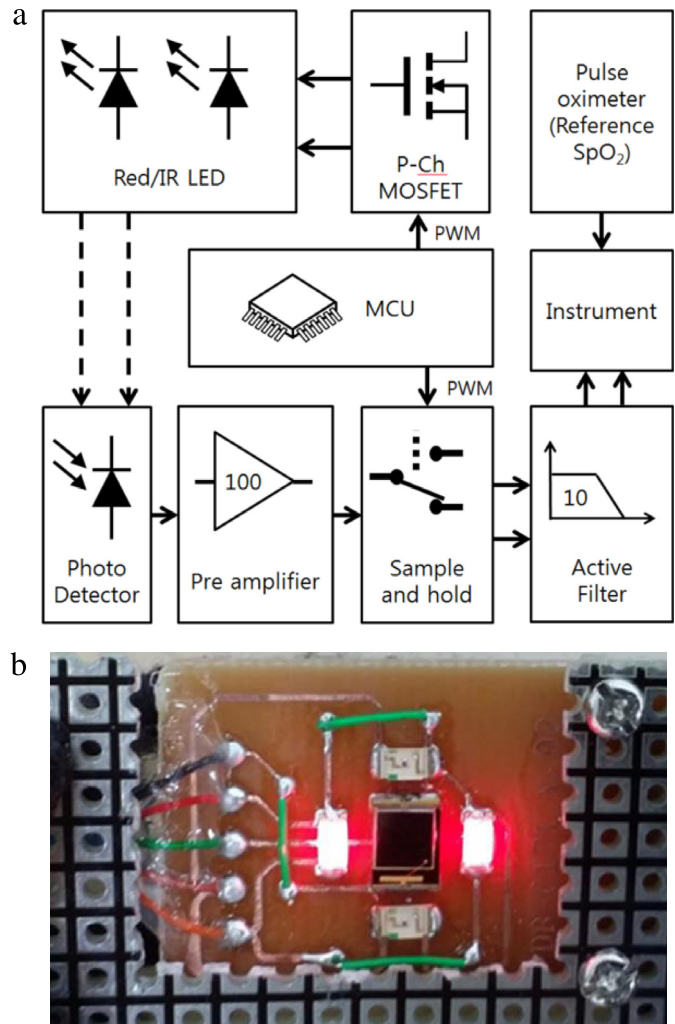 a
Red/IR LED
P-Ch
MOSFET
Pulse
oximeter
(Reference
SpO₂)
PWM
MCU
Instrument
PWM
100
10
Photo
Detector
Pre amplifier
Sample
and hold
Active
Filter
b